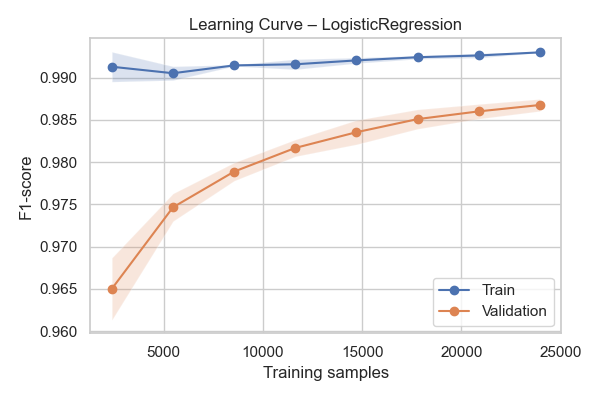 Learning Curve – LogisticRegression
F1-score
0.990
0.985
0.980
0.975
0.970
0.965
0.960
5000 10000 15000 20000 25000
Training samples
Train
Validation